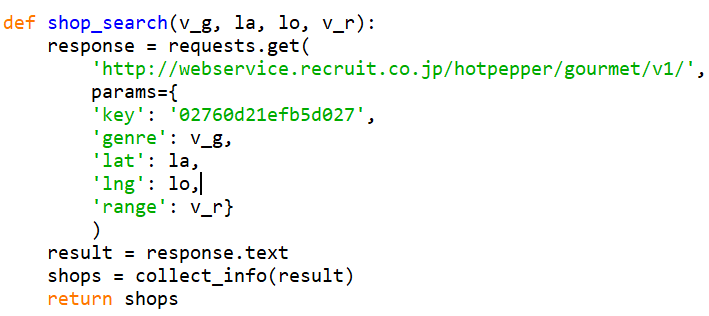 def shop_search(v_g, la, lo, v_r):
    response = requests.get(
        'http://webservice.recruit.co.jp/hotpepper/gourmet/v1/',
        params={
        'key': '02760d21efb5d027',
        'genre': v_g,
        'lat': la,
        'lng': lo,
        'range': v_r}
        )
    result = response.text
    shops = collect_info(result)
    return shops